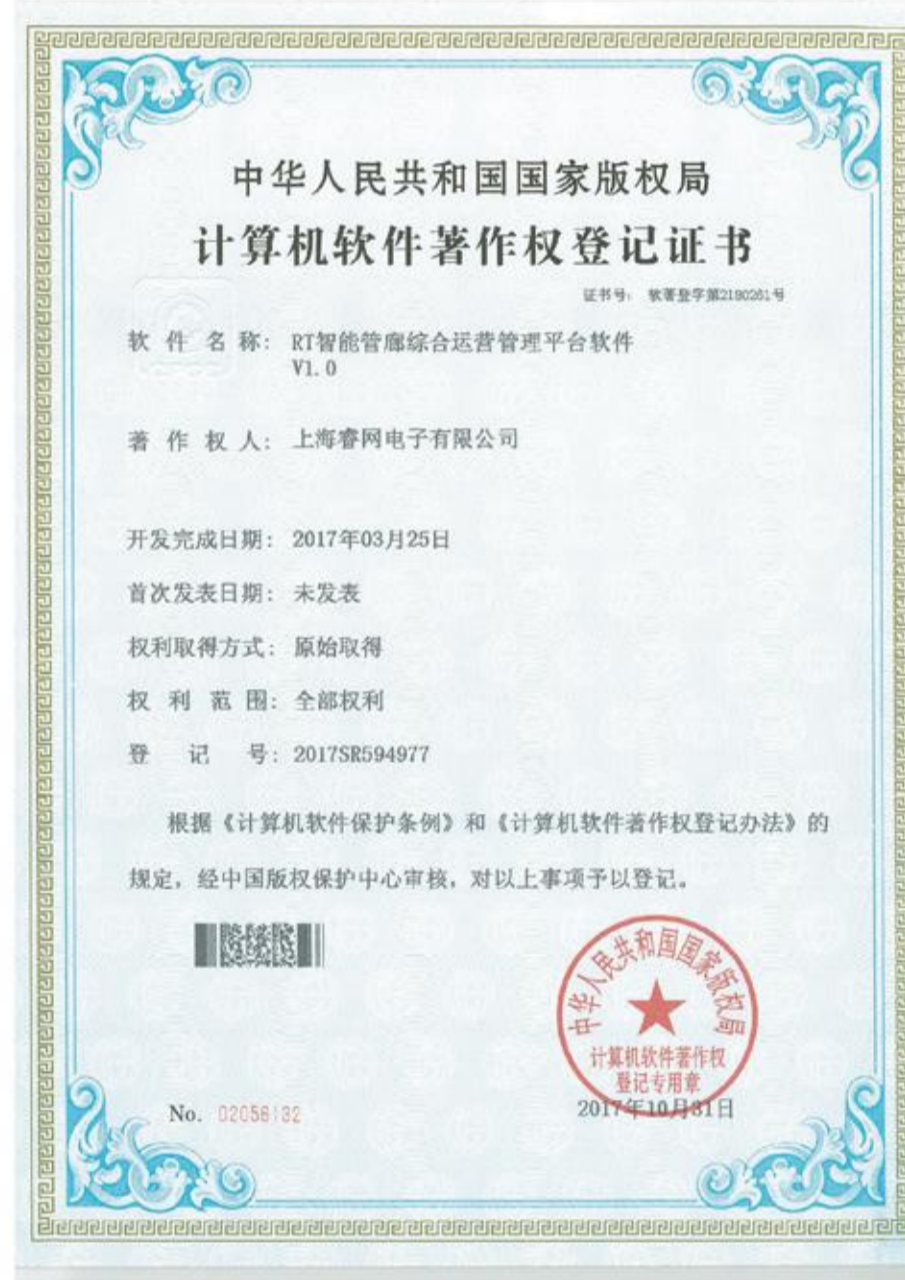 中华人民共和国国家版权局
计算机软件著作权登记证书
证书号： 软著登字第2180261号
软件名称： RT智能管廊综合运营管理平台软件
V1.0
著作权人： 上海睿网电子有限公司
开发完成日期： 2017年03月25日
首次发表日期： 未发表
权利取得方式： 原始取得
权利范围： 全部权利
登记号： 2017SR594977
根据《计算机软件保护条例》和《计算机软件著作权登记办法》的
规定，经中国版权保护中心审核，对以上事项予以登记。
中华人民共和国国家版权局
计算机软件著作权
登记专用章
No. 02056132
2017年10月31日